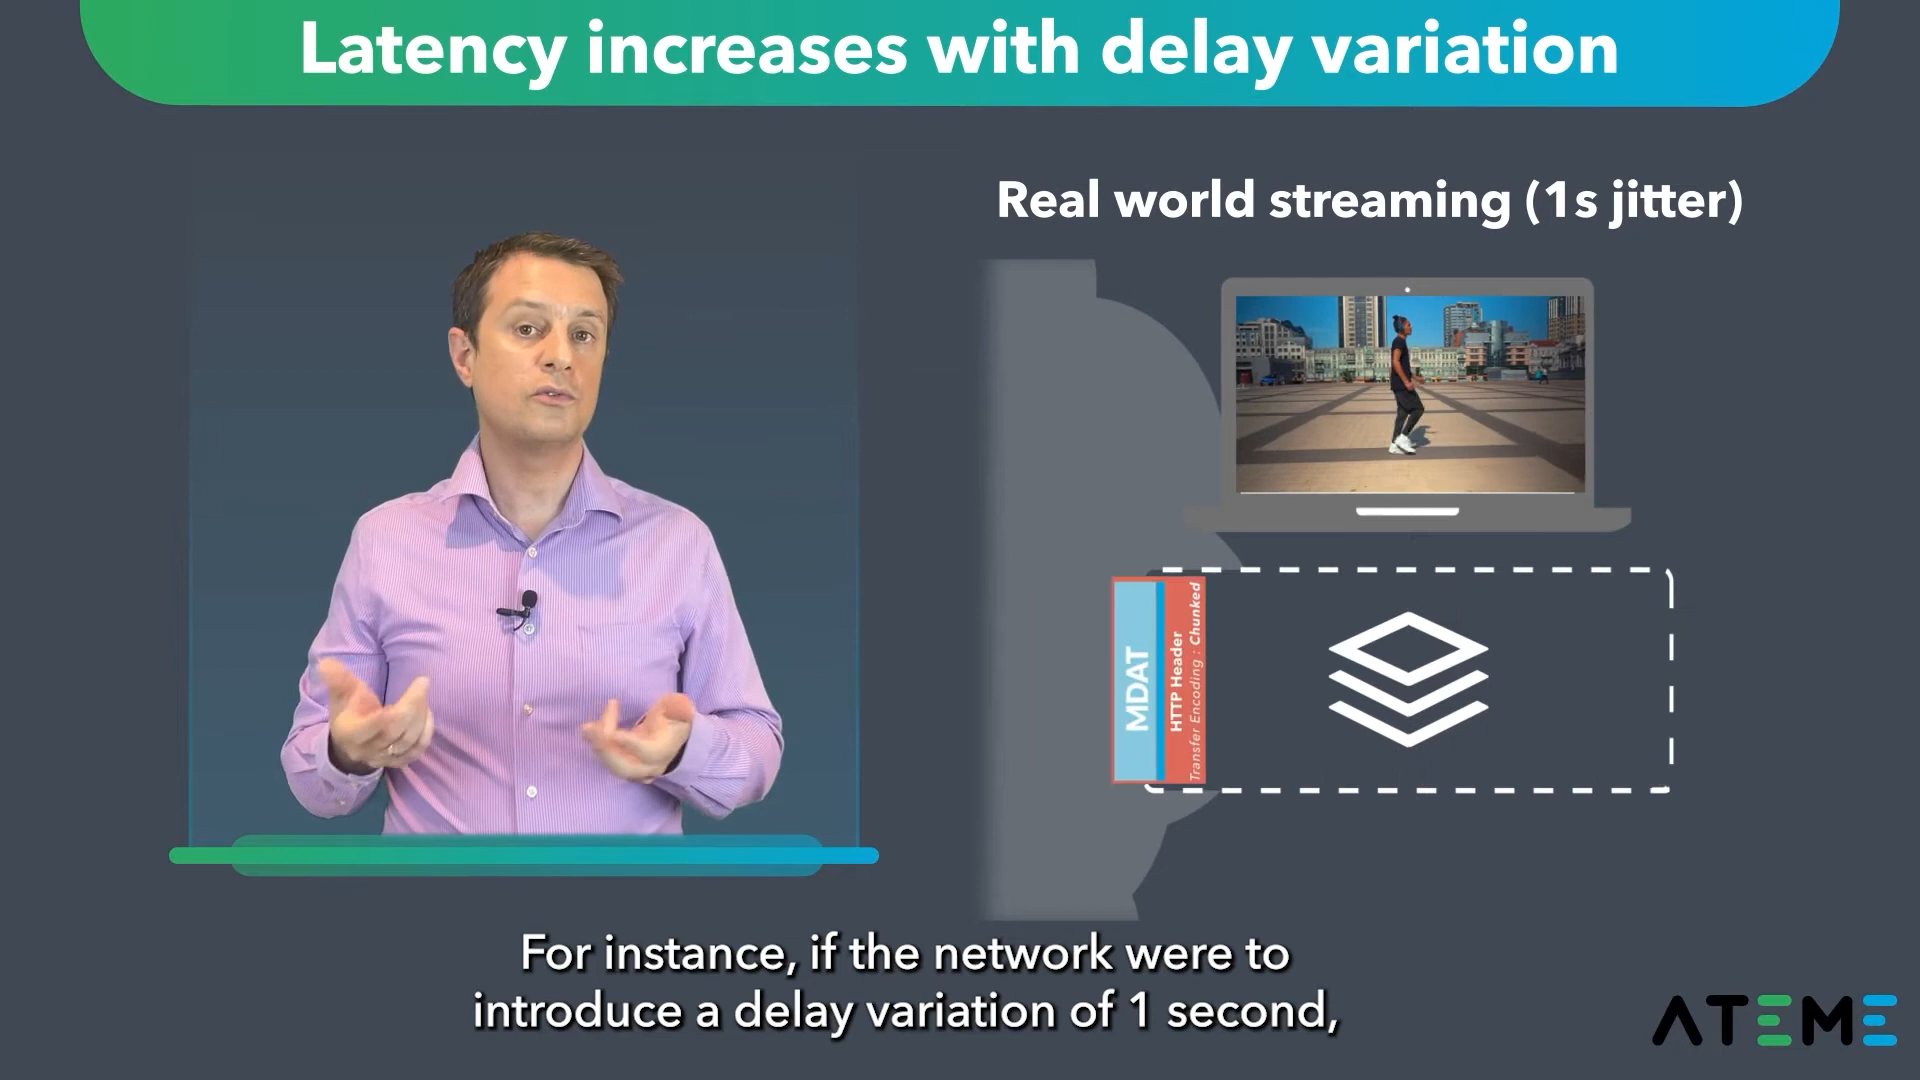 Latency increases with delay variation
Real world streaming (1s jitter)
MDAT
HTTP Header
Transfer Encoding : Chunked
For instance, if the network were to
introduce a delay variation of 1 second,
ATEME